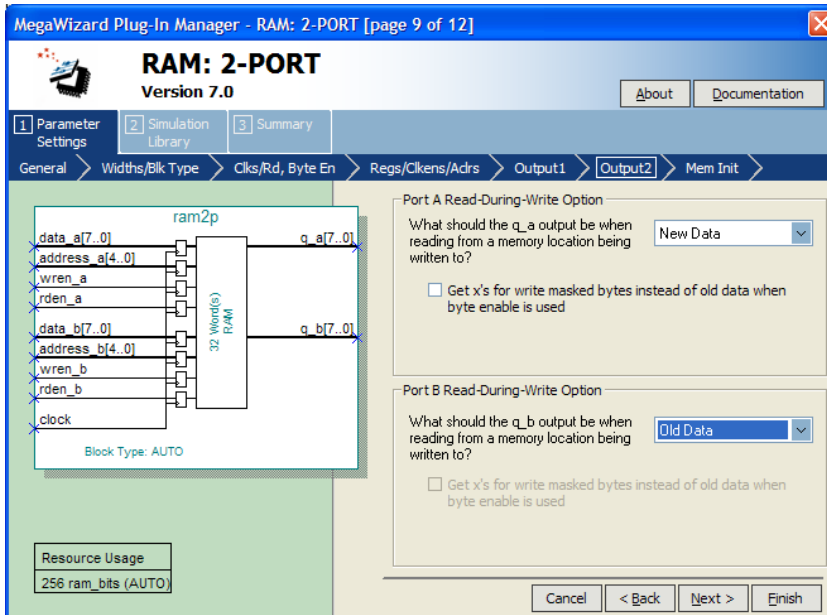 MegaWizard Plug-In Manager - RAM: 2-PORT [page 9 of 12]
RAM: 2-PORT
Version 7.0
About
Documentation
1 Parameter Settings
2 Simulation Library
3 Summary
General
Widths/Blk Type
Clks/Rd, Byte En
Regs/Clkens/Adrs
Output1
Output2
Mem Init
ram2p
data_a[7..0]
address_a[4..0]
wren_a
rden_a
data_b[7..0]
address_b[4..0]
wren_b
rden_b
clock
32 Word(s)
RAM
q_a[7..0]
q_b[7..0]
Block Type: AUTO
Resource Usage
256 ram_bits (AUTO)
Port A Read-During-Write Option
What should the q_a output be when
reading from a memory location being
written to?
New Data
Get x's for write masked bytes instead of old data when
byte enable is used
Port B Read-During-Write Option
What should the q_b output be when
reading from a memory location being
written to?
Old Data
Get x's for write masked bytes instead of old data when
byte enable is used
Cancel
< Back
Next >
Finish